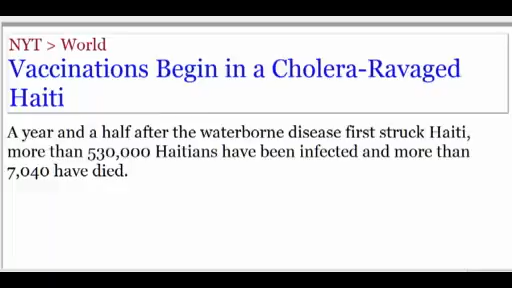 NYT > World
Vaccinations Begin in a Cholera-Ravaged
Haiti
A year and a half after the waterborne disease first struck Haiti,
more than 530,000 Haitians have been infected and more than
7,040 have died.